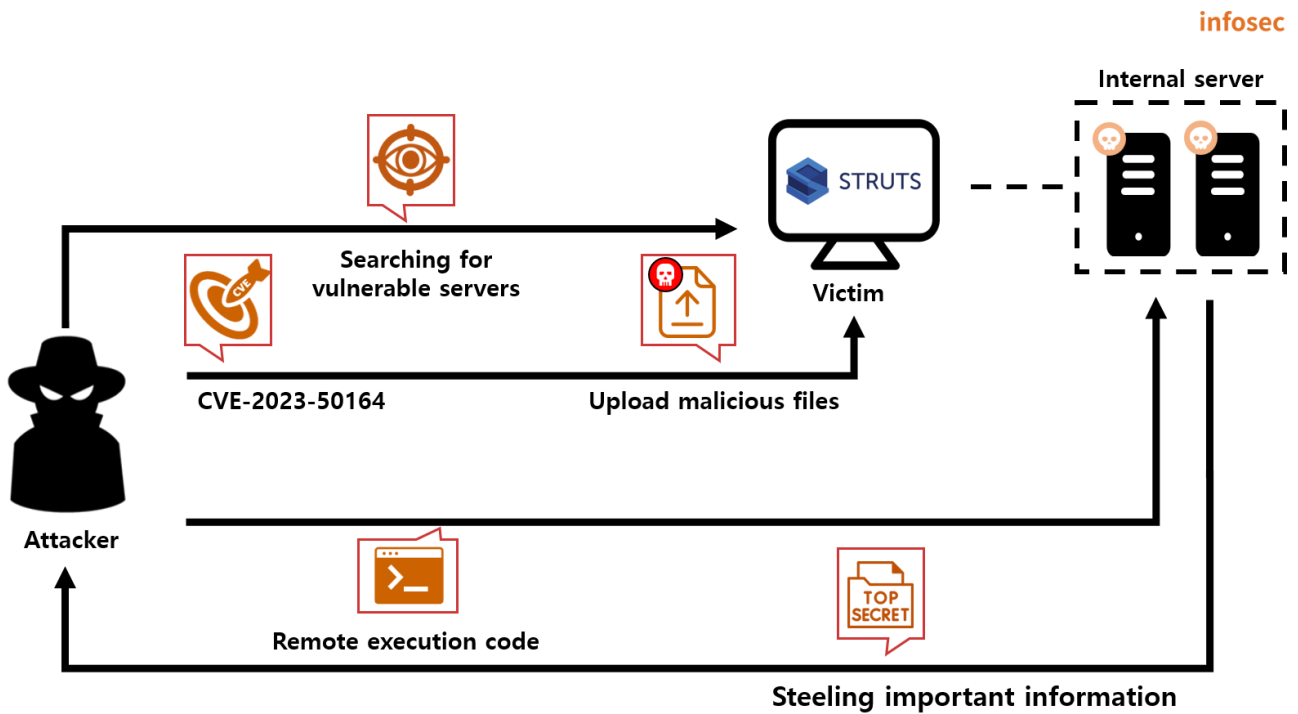 infosec
Internal server
STRUTS
Searching for
vulnerable servers
CVE
Victim
CVE-2023-50164
Upload malicious files
Attacker
TOP
SECRET
Remote execution code
Steeling important information